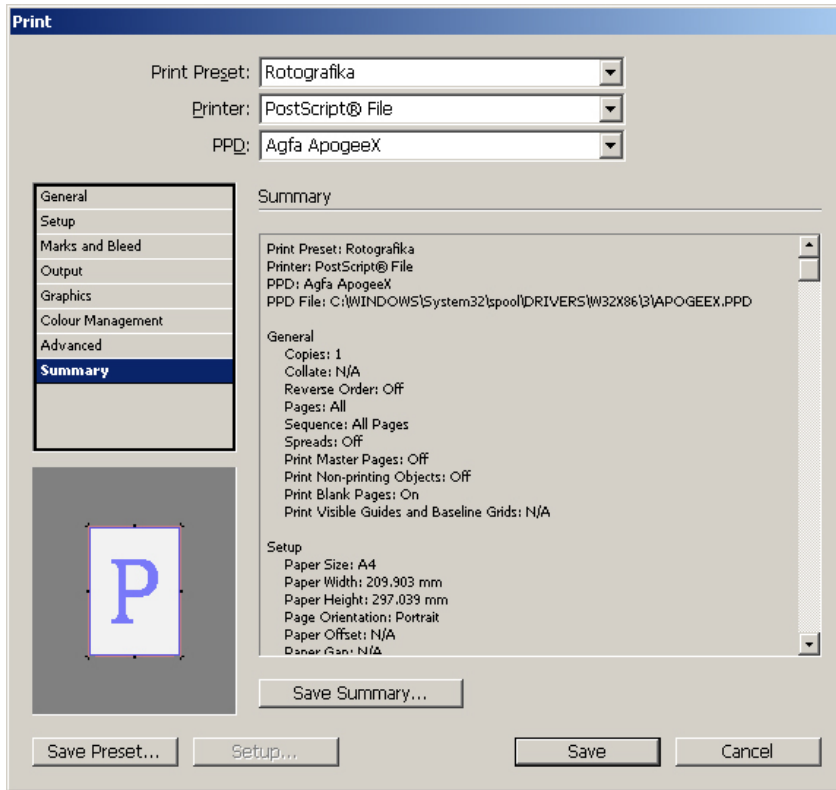 Print
Print Preset: Rotografika
Printer: PostScript® File
PPD: Agfa ApogeeX
General
Setup
Marks and Bleed
Output
Graphics
Colour Management
Advanced
Summary
Summary
Print Preset: Rotografika
Printer: PostScript® File
PPD: Agfa ApogeeX
PPD File: C:\WINDOWS\System32\spool\DRIVERS\W32X86\3\APOGEEX.PPD
General
Copies: 1
Collate: N/A
Reverse Order: Off
Pages: All
Sequence: All Pages
Spreads: Off
Print Master Pages: Off
Print Non-printing Objects: Off
Print Blank Pages: On
Print Visible Guides and Baseline Grids: N/A
Setup
Paper Size: A4
Paper Width: 209.903 mm
Paper Height: 297.039 mm
Page Orientation: Portrait
Paper Offset: N/A
Paper Gap: N/A
P
Save Summary...
Save Preset...
Setup...
Save
Cancel